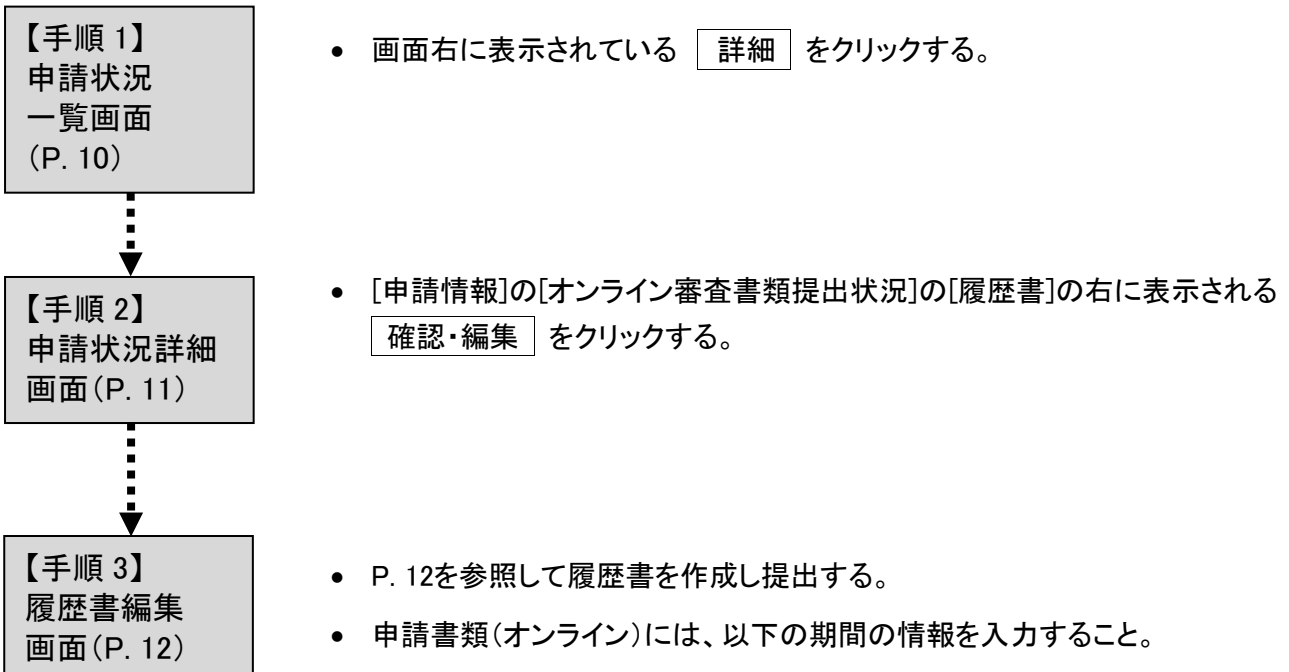 【手順 1】
申請状況
一覧画面
(P. 10)
• 画面右に表示されている 詳細 をクリックする。
【手順 2】
申請状況詳細
画面(P. 11)
• [申請情報]の[オンライン審査書類提出状況]の[履歴書]の右に表示される
確認・編集 をクリックする。
【手順 3】
履歴書編集
画面(P. 12)
• P. 12を参照して履歴書を作成し提出する。
• 申請書類(オンライン)には、以下の期間の情報を入力すること。